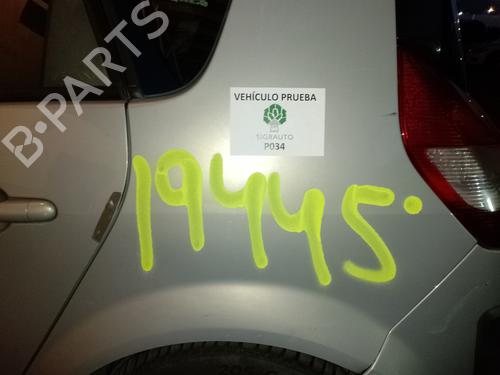 B-PARTS
VEHÍCULO PRUEBA
SIGRAUTO
P034
19445.